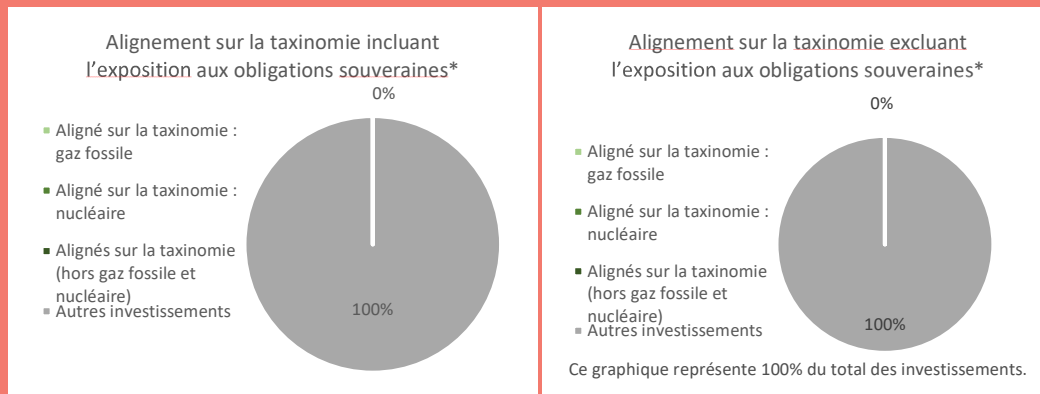 Alignement sur la taxinomie incluant
l'exposition aux obligations souveraines*
0%
Aligné sur la taxinomie :
gaz fossile
Aligné sur la taxinomie :
nucléaire
Alignés sur la taxinomie
(hors gaz fossile et
nucléaire)
Autres investissements
100%
Alignement sur la taxinomie excluant
l'exposition aux obligations souveraines*
0%
Aligné sur la taxinomie :
gaz fossile
Aligné sur la taxinomie :
nucléaire
Alignés sur la taxinomie
(hors gaz fossile et
nucléaire)
Autres investissements
100%
Ce graphique représente 100% du total des investissements.